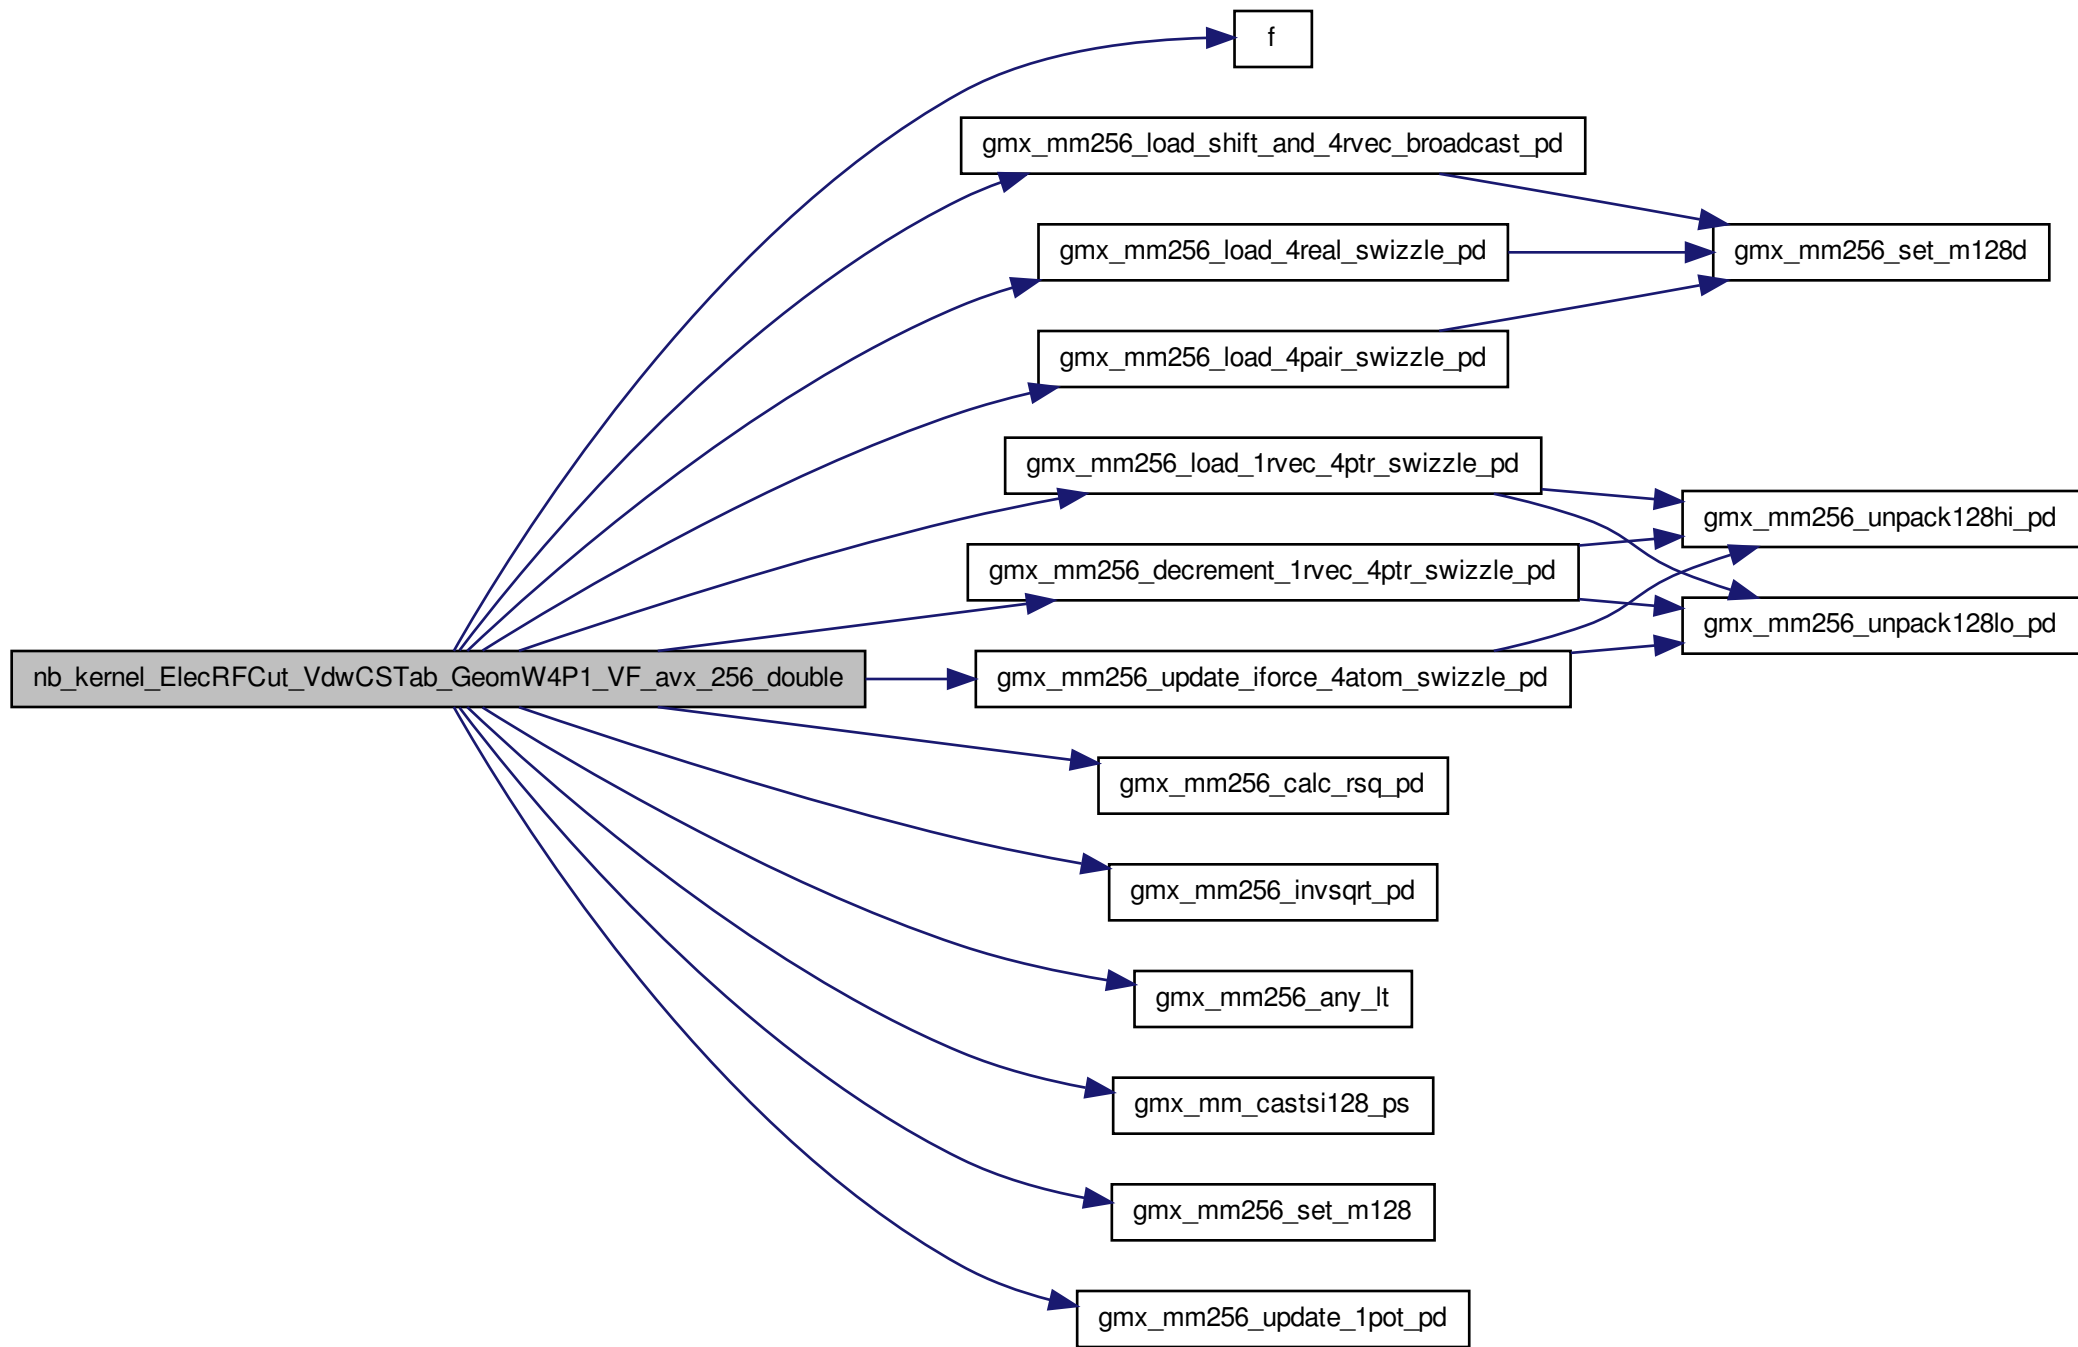 f
gmx_mm256_load_shift_and_4rvec_broadcast_pd
gmx_mm256_load_4real_swizzle_pd
gmx_mm256_set_m128d
gmx_mm256_load_4pair_swizzle_pd
gmx_mm256_load_1rvec_4ptr_swizzle_pd
gmx_mm256_unpack128hi_pd
gmx_mm256_decrement_1rvec_4ptr_swizzle_pd
gmx_mm256_unpack128lo_pd
nb_kernel_ElecRFCut_VdwCSTab_GeomW4P1_VF_avx_256_double
gmx_mm256_update_iforce_4atom_swizzle_pd
gmx_mm256_calc_rsq_pd
gmx_mm256_invsqrt_pd
gmx_mm256_any_lt
gmx_mm_castsi128_ps
gmx_mm256_set_m128
gmx_mm256_update_1pot_pd